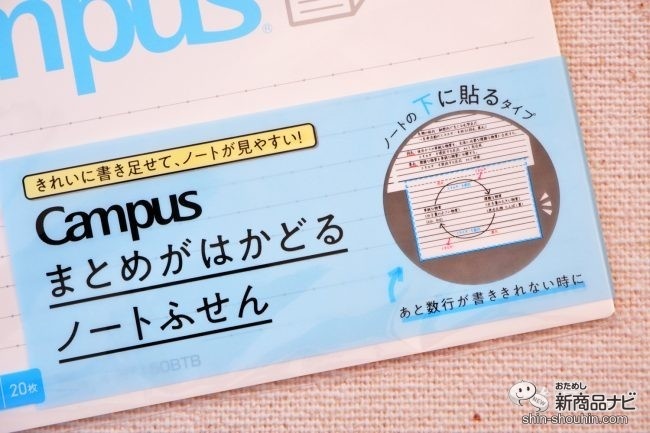 mpus®
きれいに書き足せて、ノートが見やすい!
Campus
まとめがはかどる
ノートふせん
20枚
ノートの下に貼るタイプ
あと数行が書ききれない時に
おためし
新商品ナビ
shin-shouhin.com